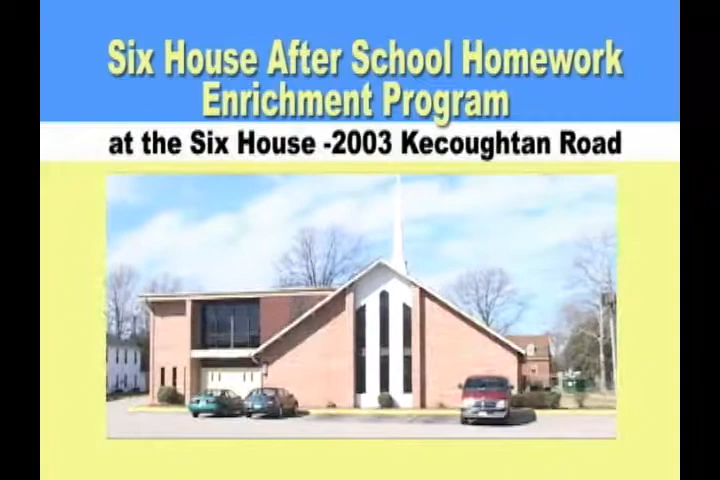 Six House After School Homework
Enrichment Program
at the Six House -2003 Kecoughtan Road